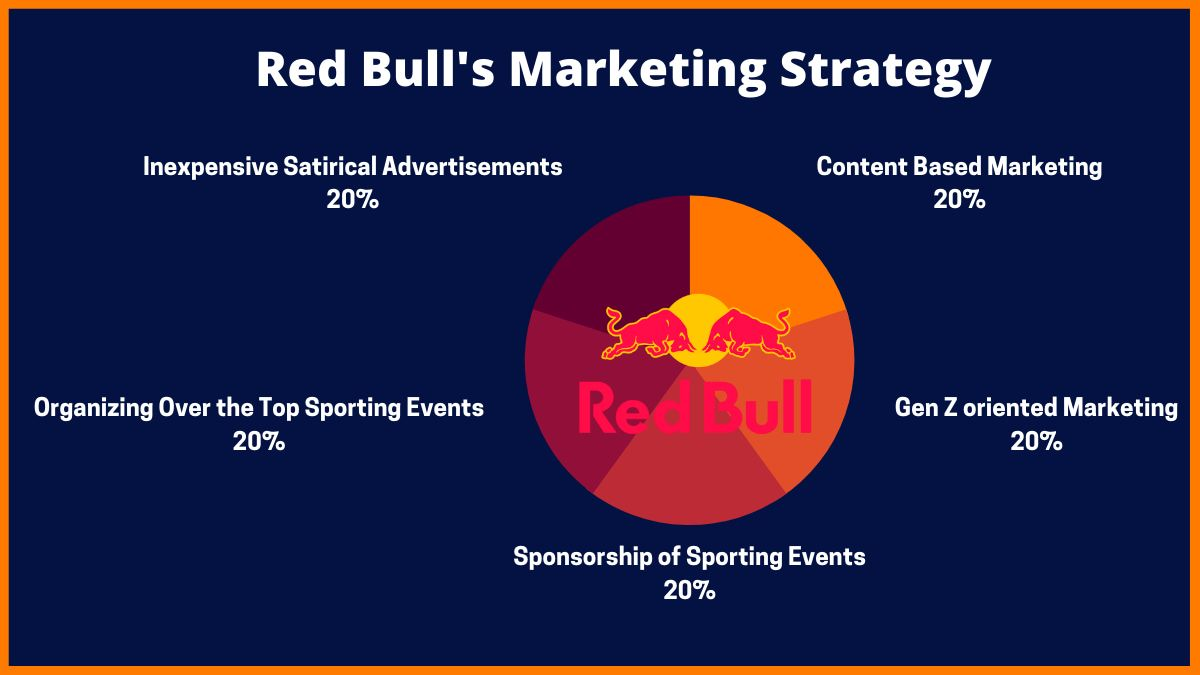 Red Bull's Marketing Strategy
Inexpensive Satirical Advertisements
20%
Content Based Marketing
20%
Red Bull
Organizing Over the Top Sporting Events
20%
Gen Z oriented Marketing
20%
Sponsorship of Sporting Events
20%